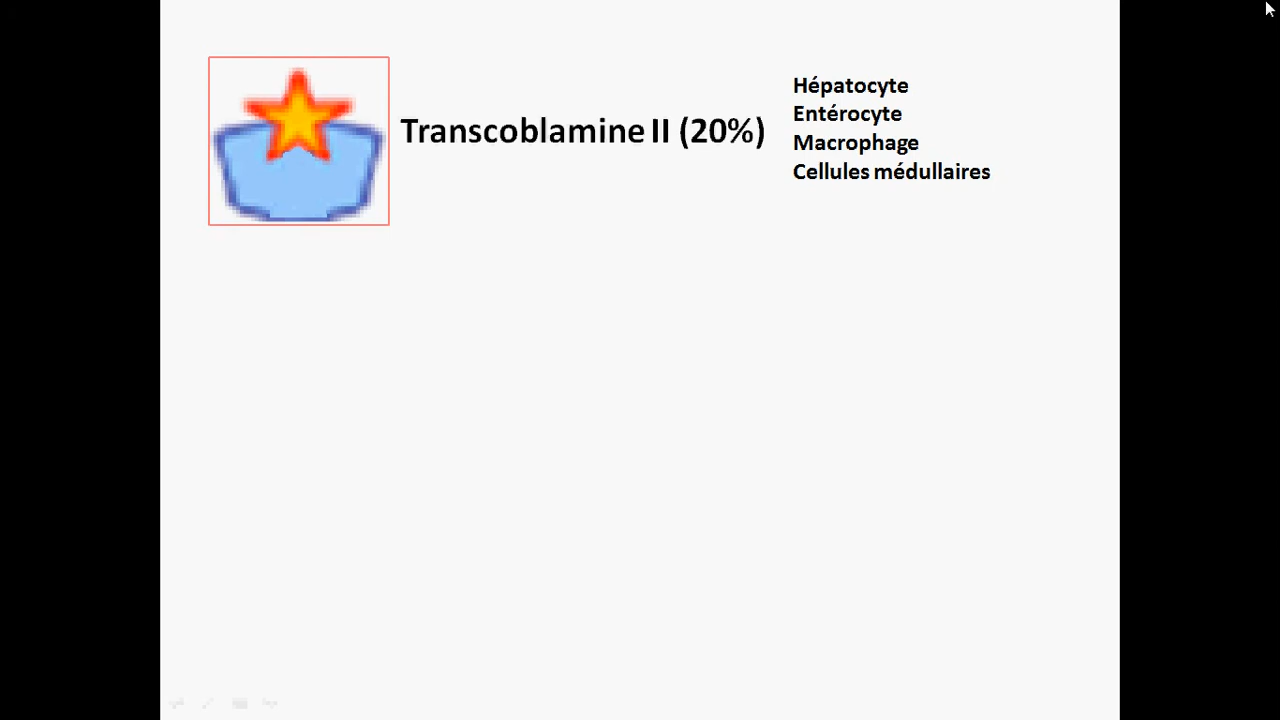 Transcoblamine II (20%)
Hépatocyte
Entérocyte
Macrophage
Cellules médullaires